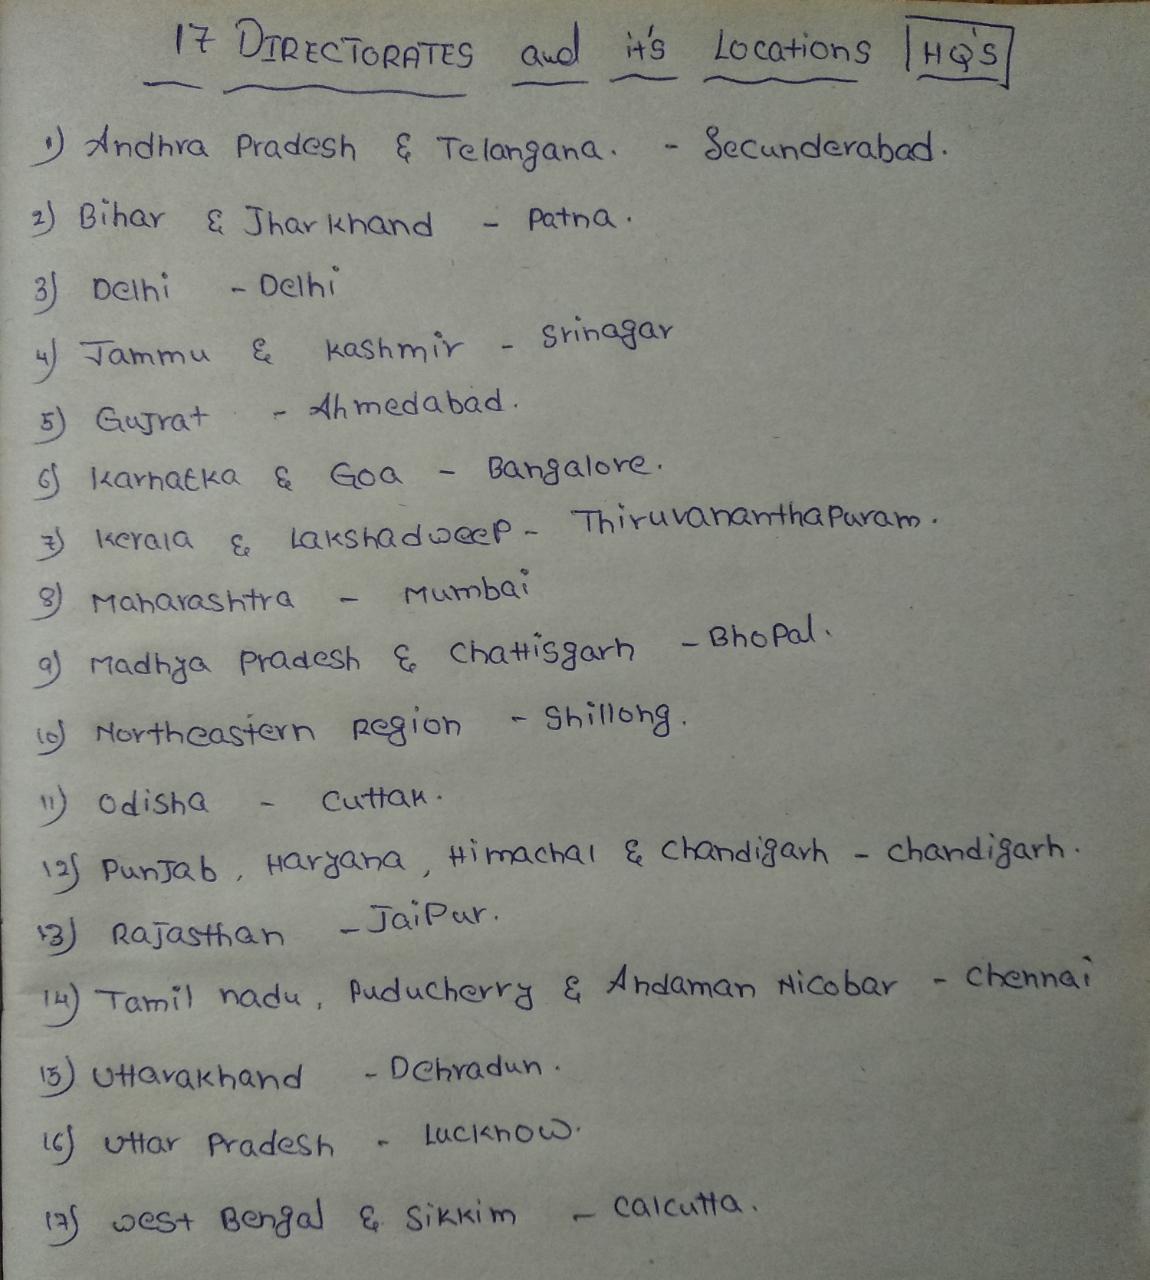 17 DIRECTORATES and it's Locations [HQ'S]
1) Andhra Pradesh & Telangana. - Secunderabad.
2) Bihar & Jharkhand - Patna.
3) Delhi - Delhi
4) Jammu & Kashmir - Srinagar
5) Gujrat - Ahmedabad.
6) Karnatka & Goa - Bangalore.
7) Kerala & Lakshadweep - Thiruvananthapuram.
8) Maharashtra - Mumbai
9) Madhya Pradesh & Chattisgarh - Bhopal.
10) Northeastern Region - Shillong.
11) Odisha - Cuttak.
12) Punjab, Haryana, Himachal & Chandigarh - Chandigarh.
13) Rajasthan - Jaipur.
14) Tamil nadu, Puducherry & Andaman Nicobar - Chennai
15) Uttarakhand - Dehradun.
16) Uttar Pradesh - Lucknow.
17) West Bengal & Sikkim - Calcutta.